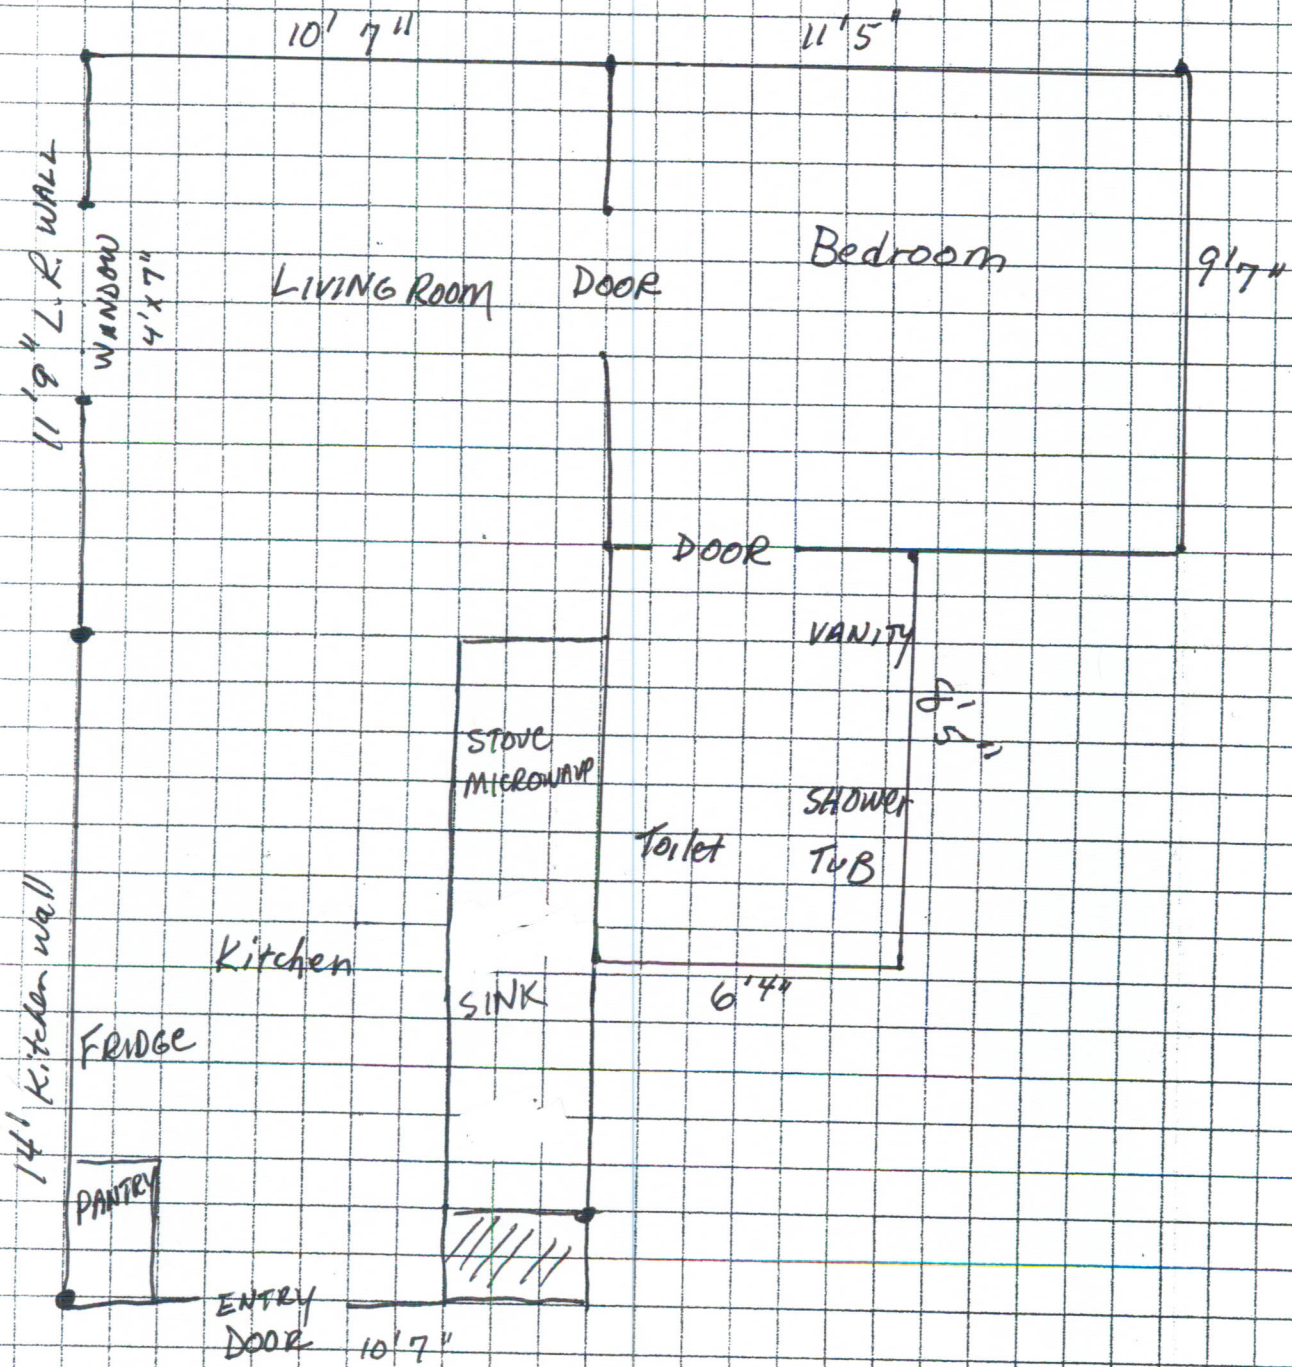 10' 7"
11'5"
11'9" L.R. WALL
WINDOW
4'x7"
LIVING ROOM
DOOR
Bedroom
9'7"
DOOR
VANITY
8'5"
STOVE
MICROWAVE
SHOWER
TUB
Toilet
Kitchen
SINK
6'4"
FRIDGE
14' Kitchen Wall
PANTRY
ENTRY
DOOR
10'7"